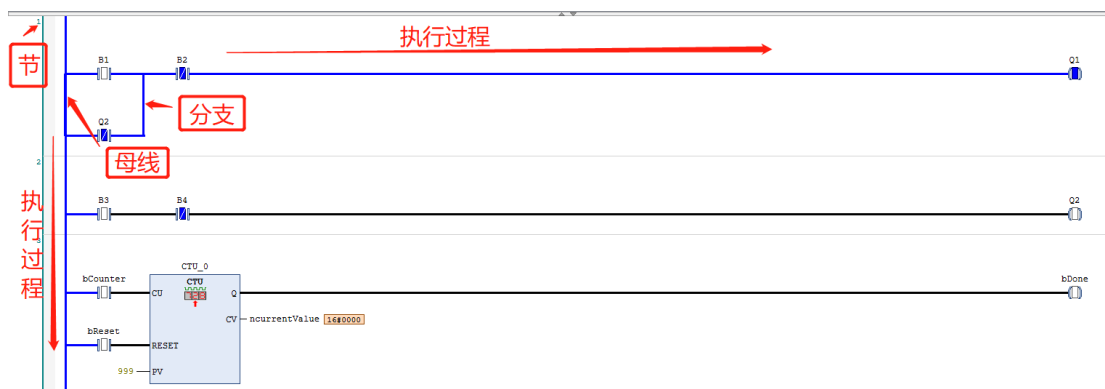 1
执行过程
节
B1
B2
Q1
分支
Q2
母线
2
执行过程
B3
B4
Q2
3
CTU_0
bCounter
CTU
bDone
CU
Q
CV
ncurrentValue
16#0000
bReset
RESET
999
PV